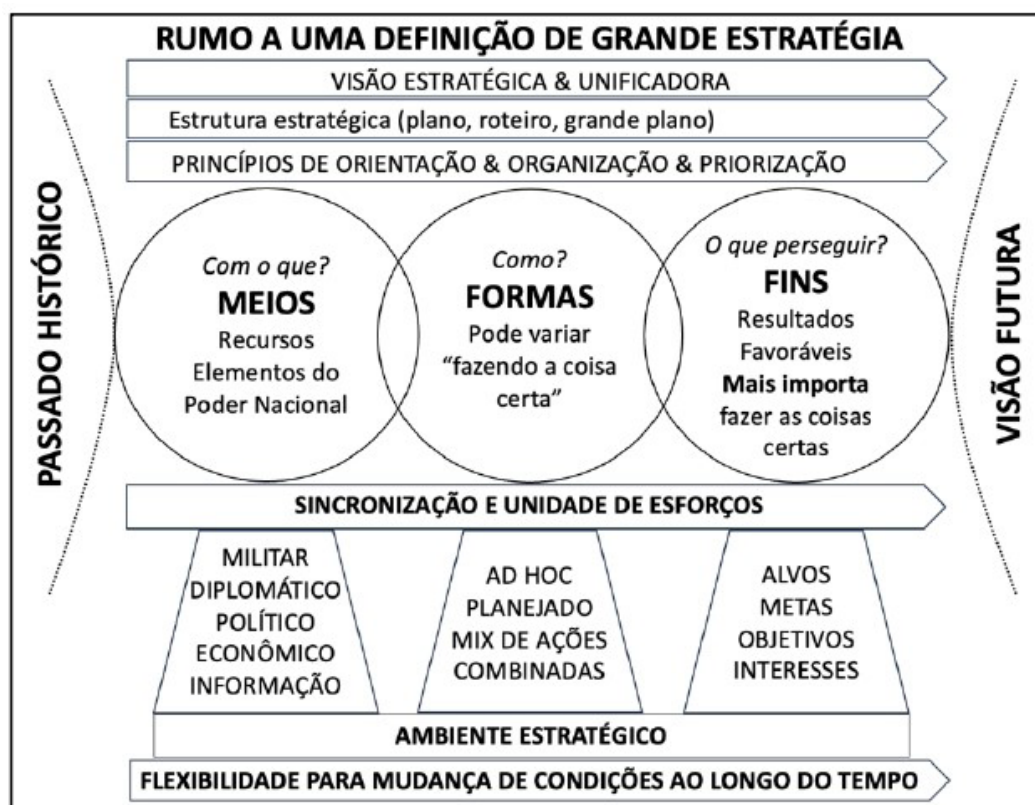 RUMO A UMA DEFINIÇÃO DE GRANDE ESTRATÉGIA
VISÃO ESTRATÉGICA & UNIFICADORA
Estrutura estratégica (plano, roteiro, grande plano)
PRINCÍPIOS DE ORIENTAÇÃO & ORGANIZAÇÃO & PRIORIZAÇÃO
PASSADO HISTÓRICO
Com o que?
MEIOS
Recursos
Elementos do
Poder Nacional
Como?
FORMAS
Pode variar
“fazendo a coisa
certa”
O que perseguir?
FINS
Resultados
Favoráveis
Mais importa
fazer as coisas
certas
VISÃO FUTURA
SINCRONIZAÇÃO E UNIDADE DE ESFORÇOS
MILITAR
DIPLOMÁTICO
POLÍTICO
ECONÔMICO
INFORMAÇÃO
AD HOC
PLANEJADO
MIX DE AÇÕES
COMBINADAS
ALVOS
METAS
OBJETIVOS
INTERESSES
AMBIENTE ESTRATÉGICO
FLEXIBILIDADE PARA MUDANÇA DE CONDIÇÕES AO LONGO DO TEMPO